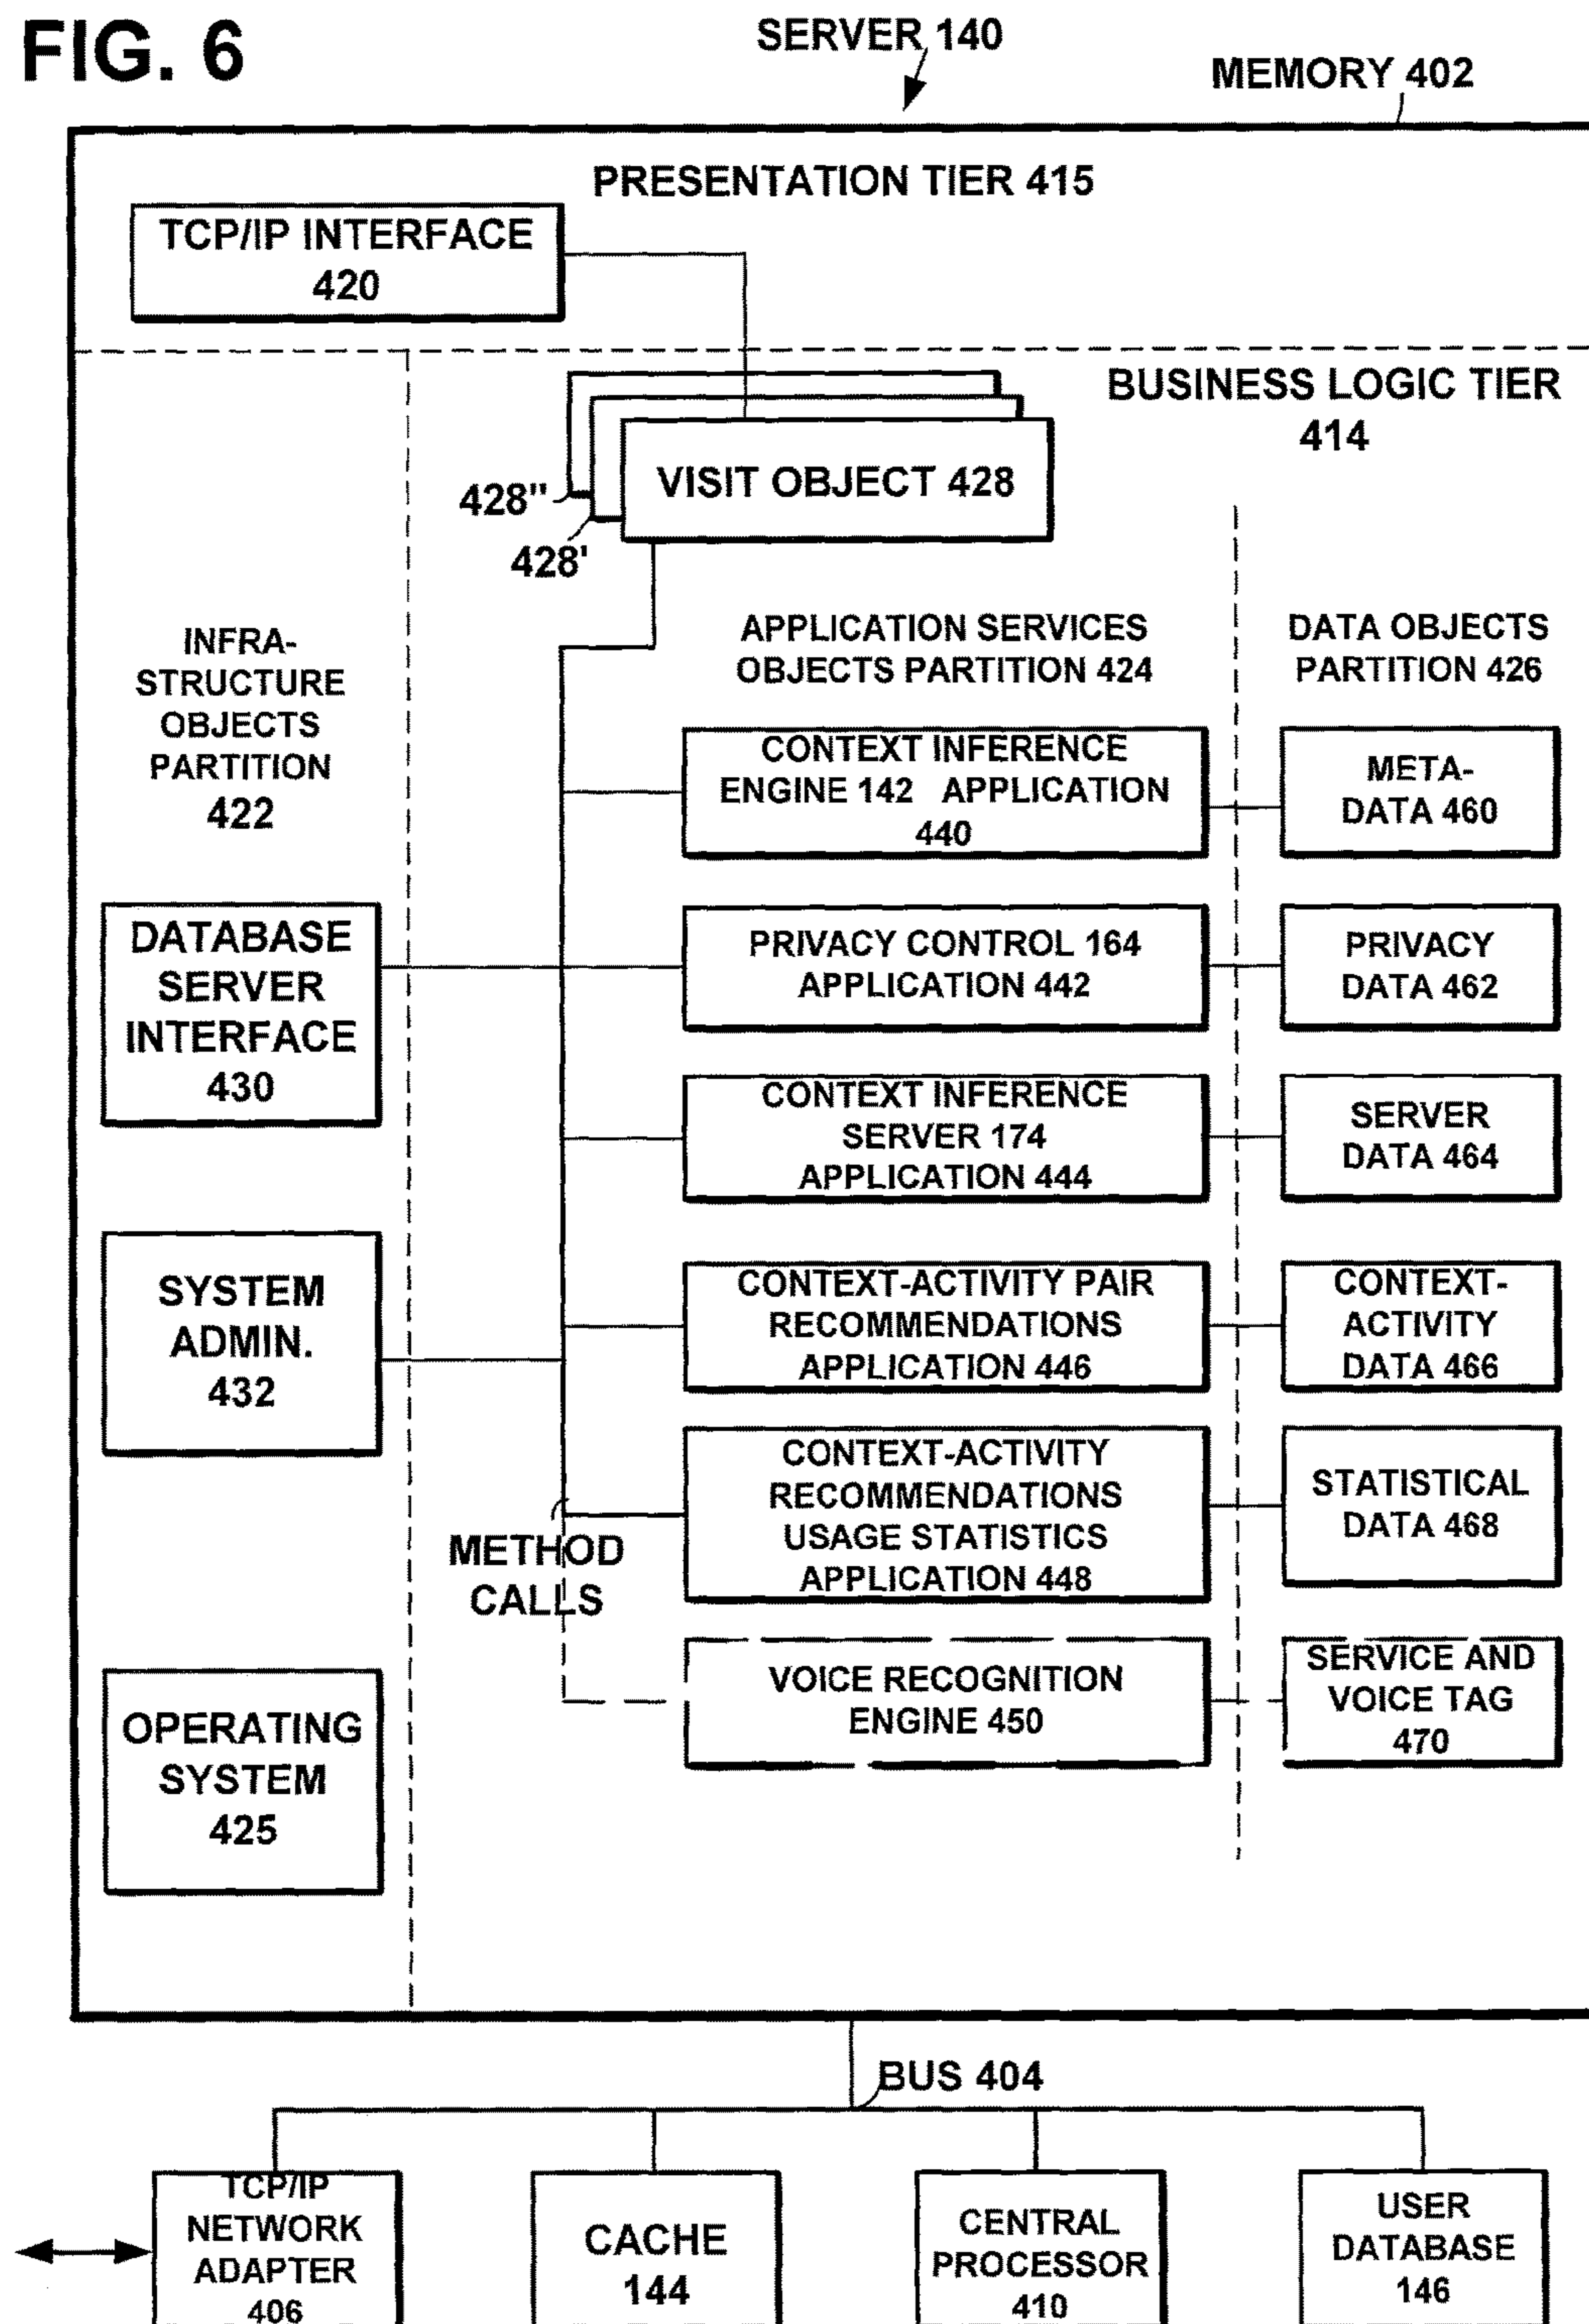 FIG. 6
SERVER 140
MEMORY 402
PRESENTATION TIER 415
TCP/IP INTERFACE
420
BUSINESS LOGIC TIER
414
VISIT OBJECT 428
428"
428'
INFRA-
STRUCTURE
OBJECTS
PARTITION
422
APPLICATION SERVICES
OBJECTS PARTITION 424
DATA OBJECTS
PARTITION 426
CONTEXT INFERENCE
ENGINE 142 APPLICATION
440
META-
DATA 460
DATABASE
SERVER
INTERFACE
430
PRIVACY CONTROL 164
APPLICATION 442
PRIVACY
DATA 462
CONTEXT INFERENCE
SERVER 174
APPLICATION 444
SERVER
DATA 464
SYSTEM
ADMIN.
432
CONTEXT-ACTIVITY PAIR
RECOMMENDATIONS
APPLICATION 446
CONTEXT-
ACTIVITY
DATA 466
METHOD
CALLS
CONTEXT-ACTIVITY
RECOMMENDATIONS
USAGE STATISTICS
APPLICATION 448
STATISTICAL
DATA 468
OPERATING
SYSTEM
425
VOICE RECOGNITION
ENGINE 450
SERVICE AND
VOICE TAG
470
BUS 404
TCP/IP
NETWORK
ADAPTER
406
CACHE
144
CENTRAL
PROCESSOR
410
USER
DATABASE
146